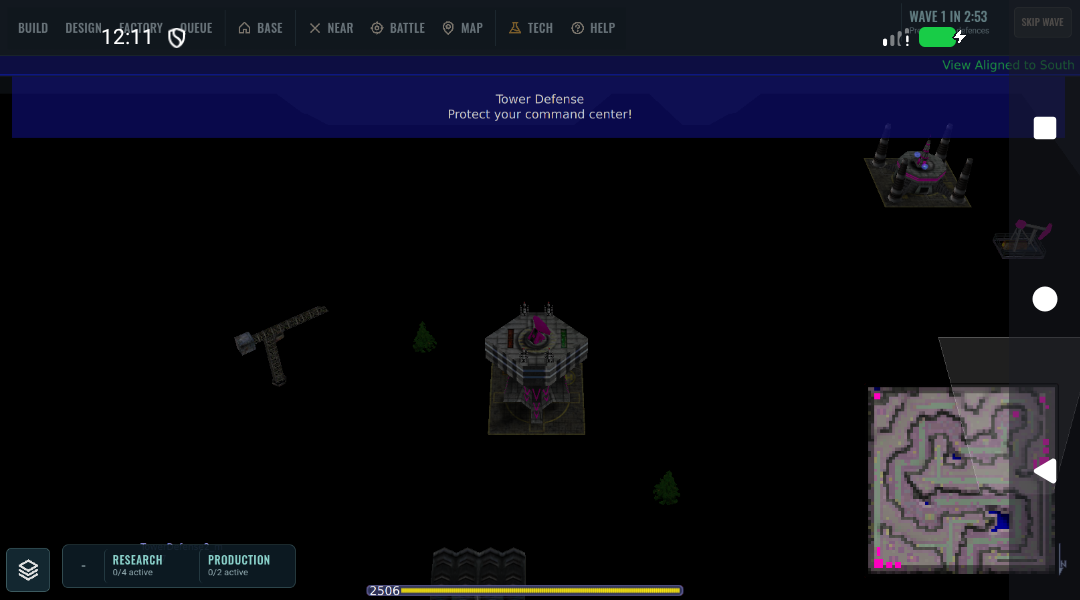 BUILD DESIGN FACTORY QUEUE BASE NEAR BATTLE MAP TECH HELP
WAVE 1 IN 2:53
SKIP WAVE
12:11
View Aligned to South
Tower Defense
Protect your command center!
-
RESEARCH
0/4 active
PRODUCTION
0/2 active
2506
N